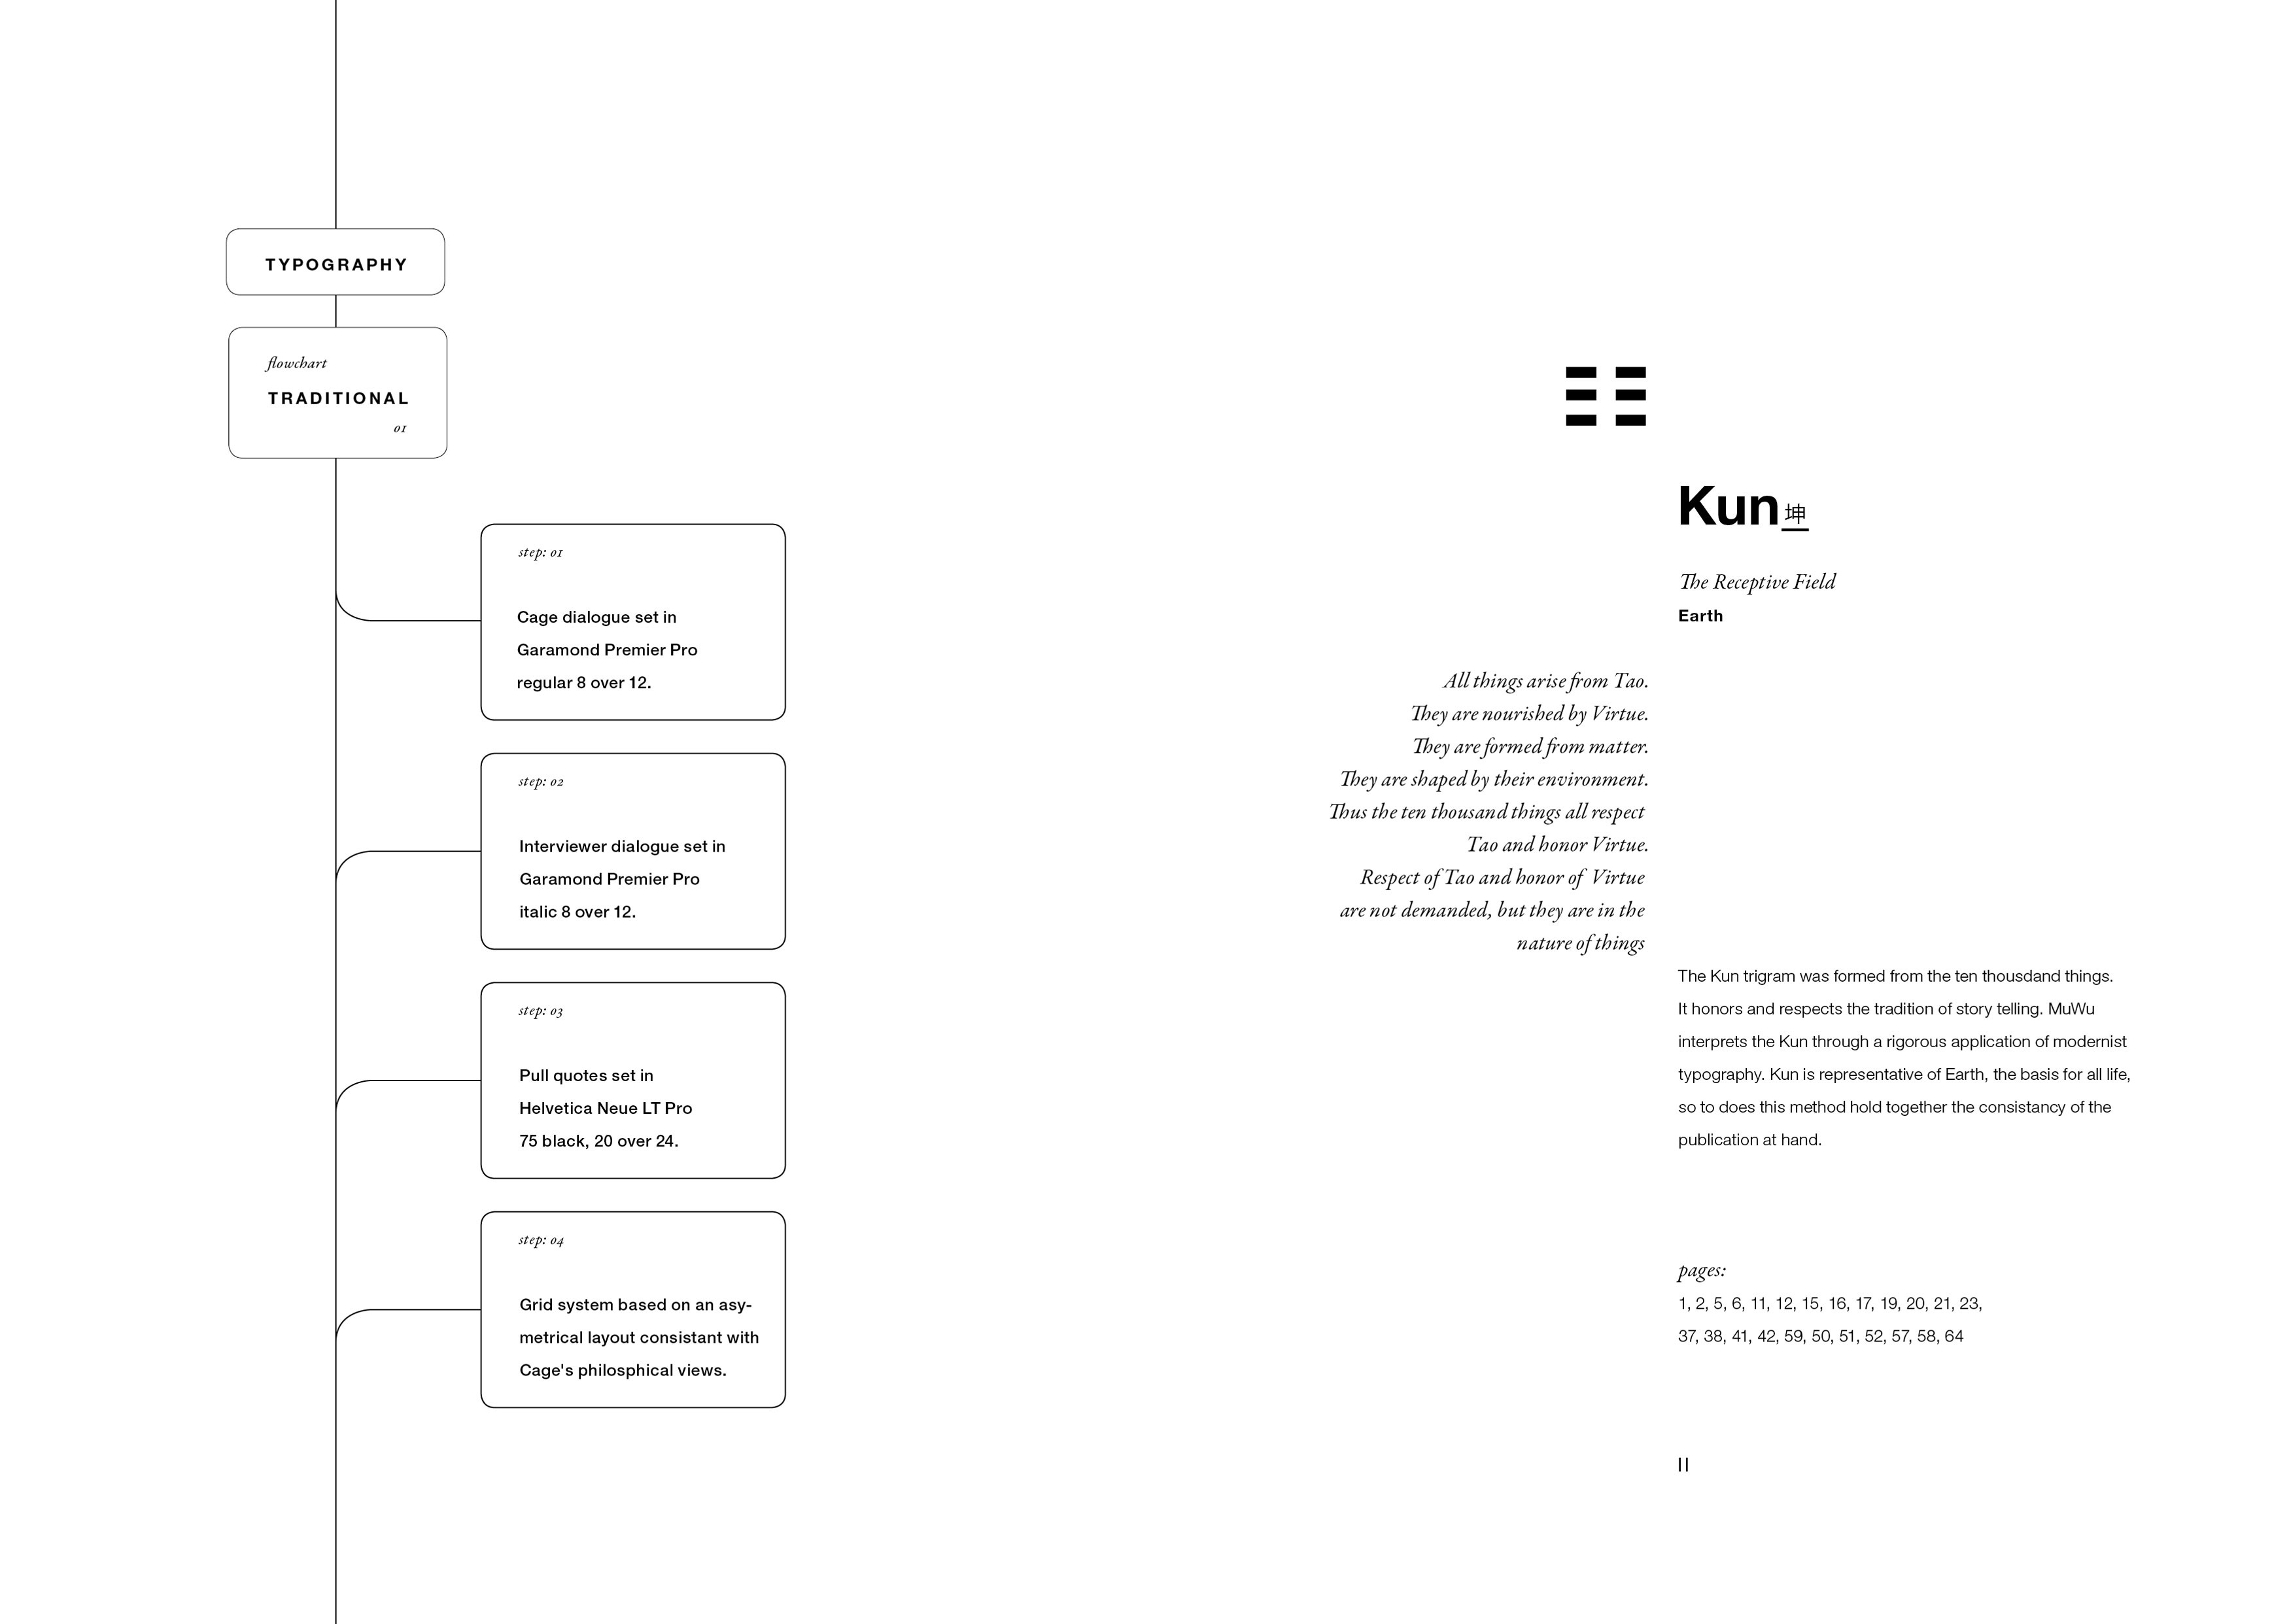 TYPOGRAPHY
flowchart
TRADITIONAL
01
step: 01
Cage dialogue set in
Garamond Premier Pro
regular 8 over 12.
step: 02
Interviewer dialogue set in
Garamond Premier Pro
italic 8 over 12.
step: 03
Pull quotes set in
Helvetica Neue LT Pro
75 black, 20 over 24.
step: 04
Grid system based on an asy-
metrical layout consistant with
Cage's philosphical views.
Kun 坤
The Receptive Field
Earth
All things arise from Tao.
They are nourished by Virtue.
They are formed from matter.
They are shaped by their environment.
Thus the ten thousand things all respect
Tao and honor Virtue.
Respect of Tao and honor of Virtue
are not demanded, but they are in the
nature of things
The Kun trigram was formed from the ten thousdand things.
It honors and respects the tradition of story telling. MuWu
interprets the Kun through a rigorous application of modernist
typography. Kun is representative of Earth, the basis for all life,
so to does this method hold together the consistancy of the
publication at hand.
pages:
1, 2, 5, 6, 11, 12, 15, 16, 17, 19, 20, 21, 23,
37, 38, 41, 42, 59, 50, 51, 52, 57, 58, 64
II